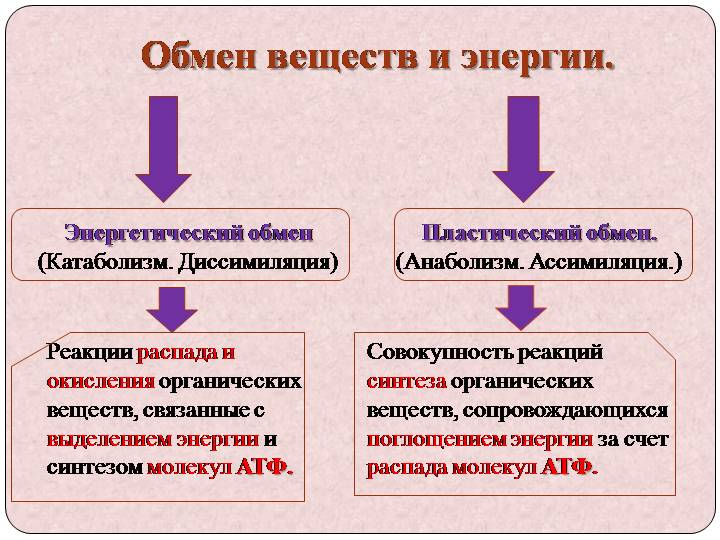 Обмен веществ и энергии.
Энергетический обмен
(Катаболизм. Диссимиляция)
Пластический обмен.
(Анаболизм. Ассимиляция.)
Реакции распада и
окисления органических
веществ, связанные с
выделением энергии и
синтезом молекул АТФ.
Совокупность реакций
синтеза органических
веществ, сопровождающихся
поглощением энергии за счет
распада молекул АТФ.